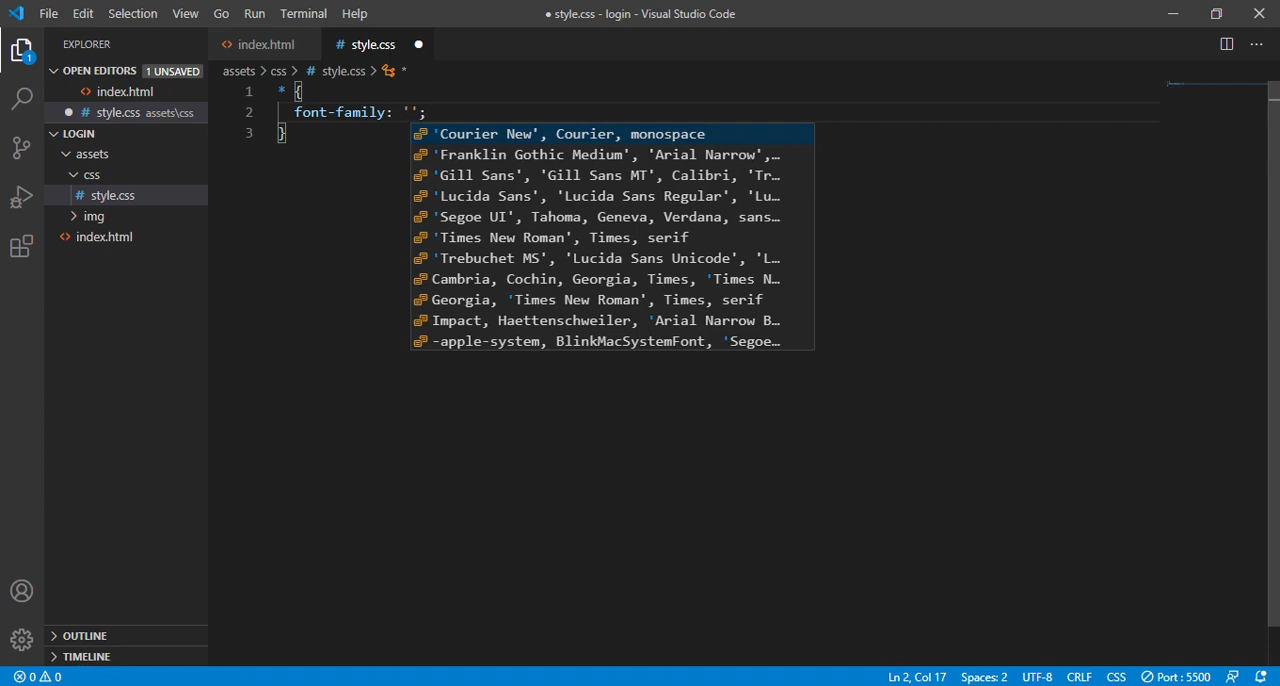 File Edit Selection View Go Run Terminal Help
● style.css - login - Visual Studio Code
EXPLORER
<> index.html
# style.css ●
OPEN EDITORS 1 UNSAVED
assets > css > # style.css > *
<> index.html
● # style.css assets\css
LOGIN
assets
css
# style.css
img
<> index.html
1 * {
2 font-family: '';
3 }
'Courier New', Courier, monospace
'Franklin Gothic Medium', 'Arial Narrow',…
'Gill Sans', 'Gill Sans MT', Calibri, 'Tr…
'Lucida Sans', 'Lucida Sans Regular', 'Lu…
'Segoe UI', Tahoma, Geneva, Verdana, sans…
'Times New Roman', Times, serif
'Trebuchet MS', 'Lucida Sans Unicode', 'L…
Cambria, Cochin, Georgia, Times, 'Times N…
Georgia, 'Times New Roman', Times, serif
Impact, Haettenschweiler, 'Arial Narrow B…
-apple-system, BlinkMacSystemFont, 'Segoe…
1
OUTLINE
TIMELINE
0 0
Ln 2, Col 17 Spaces: 2 UTF-8 CRLF CSS Port : 5500